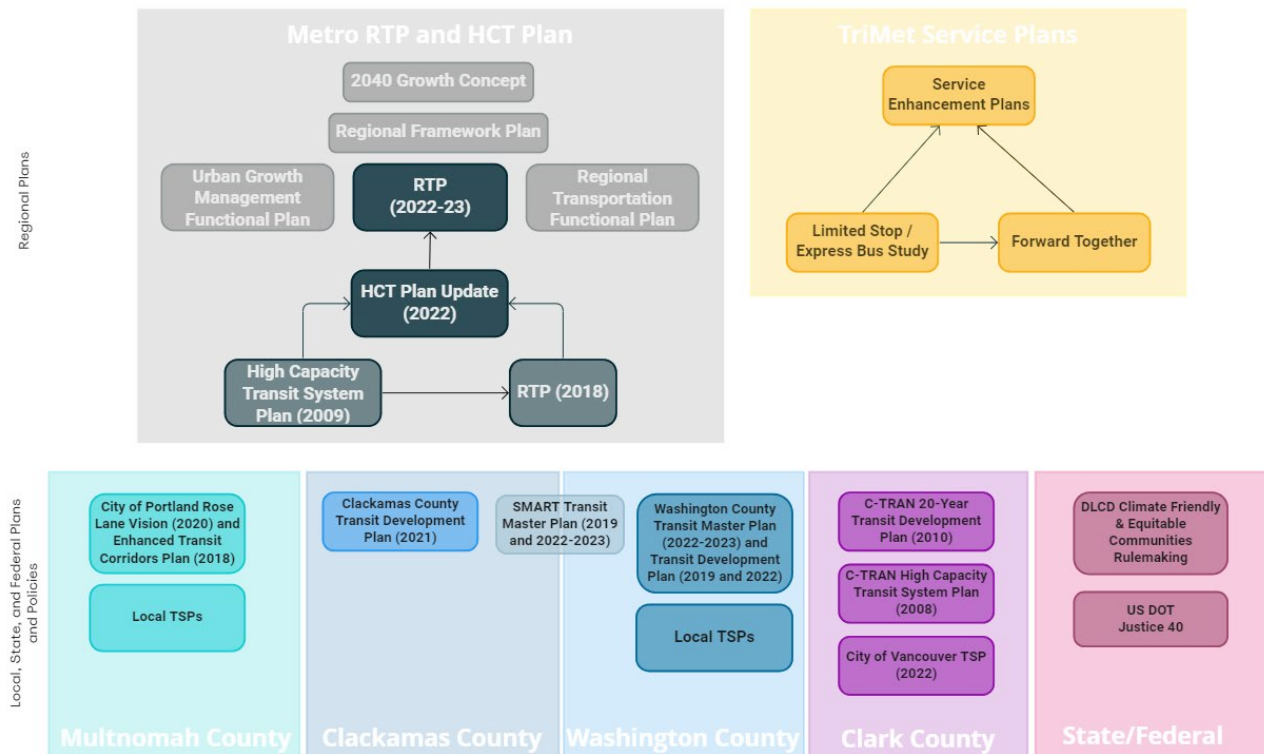 Regional Plans
Metro RTP and HCT Plan
2040 Growth Concept
Regional Framework Plan
Urban Growth
Management
Functional Plan
RTP
(2022-23)
Regional
Transportation
Functional Plan
HCT Plan Update
(2022)
High Capacity
Transit System
Plan (2009)
RTP (2018)
TriMet Service Plans
Service
Enhancement Plans
Limited Stop /
Express Bus Study
Forward Together
Local, State, and Federal Plans
and Policies
City of Portland Rose
Lane Vision (2020) and
Enhanced Transit
Corridors Plan (2018)
Local TSPs
Multnomah County
Clackamas County
Transit Development
Plan (2021)
SMART Transit
Master Plan (2019
and 2022-2023)
Clackamas County
Washington County
Transit Master Plan
(2022-2023) and
Transit Development
Plan (2019 and 2022)
Local TSPs
Washington County
C-TRAN 20-Year
Transit Development
Plan (2010)
C-TRAN High Capacity
Transit System Plan
(2008)
City of Vancouver TSP
(2022)
Clark County
DLCD Climate Friendly
& Equitable
Communities
Rulemaking
US DOT
Justice 40
State/Federal